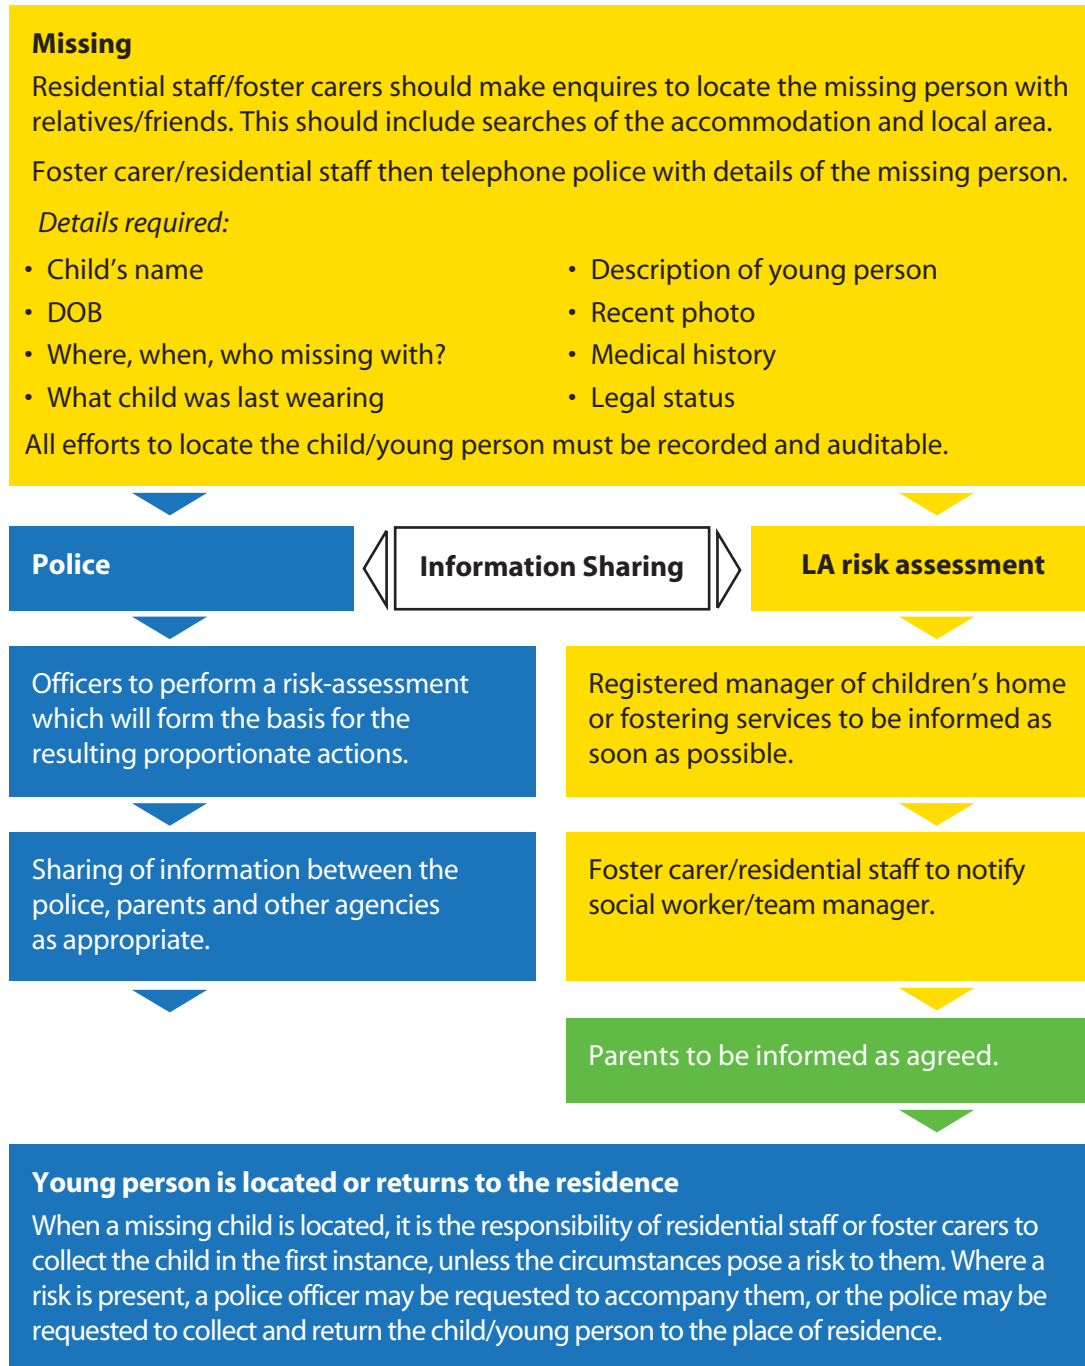 Missing
Residential staff/foster carers should make enquires to locate the missing person with
relatives/friends. This should include searches of the accommodation and local area.
Foster carer/residential staff then telephone police with details of the missing person.
Details required:
• Child’s name
• DOB
• Where, when, who missing with?
• What child was last wearing
• Description of young person
• Recent photo
• Medical history
• Legal status
All efforts to locate the child/young person must be recorded and auditable.
Police
Information Sharing
LA risk assessment
Officers to perform a risk-assessment
which will form the basis for the
resulting proportionate actions.
Sharing of information between the
police, parents and other agencies
as appropriate.
Registered manager of children’s home
or fostering services to be informed as
soon as possible.
Foster carer/residential staff to notify
social worker/team manager.
Parents to be informed as agreed.
Young person is located or returns to the residence
When a missing child is located, it is the responsibility of residential staff or foster carers to
collect the child in the first instance, unless the circumstances pose a risk to them. Where a
risk is present, a police officer may be requested to accompany them, or the police may be
requested to collect and return the child/young person to the place of residence.